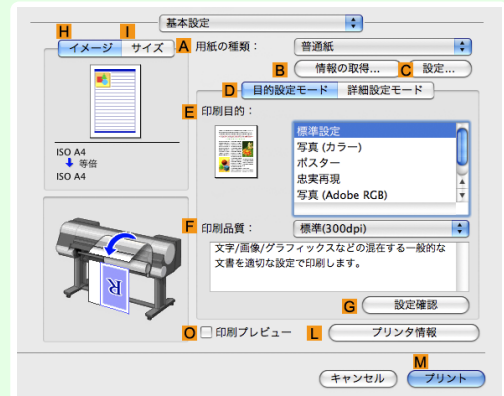 基本設定
H
I
イメージ
サイズ
A
用紙の種類：
普通紙
B
情報の取得...
C
設定...
D
目的設定モード
詳細設定モード
E
印刷目的：
標準設定
写真 (カラー)
ポスター
忠実再現
写真 (Adobe RGB)
ISO A4
等倍
ISO A4
F
印刷品質：
標準(300dpi)
文字/画像/グラフィックスなどの混在する一般的な
文書を適切な設定で印刷します。
R
G
設定確認
O
印刷プレビュー
L
プリンタ情報
M
キャンセル
プリント